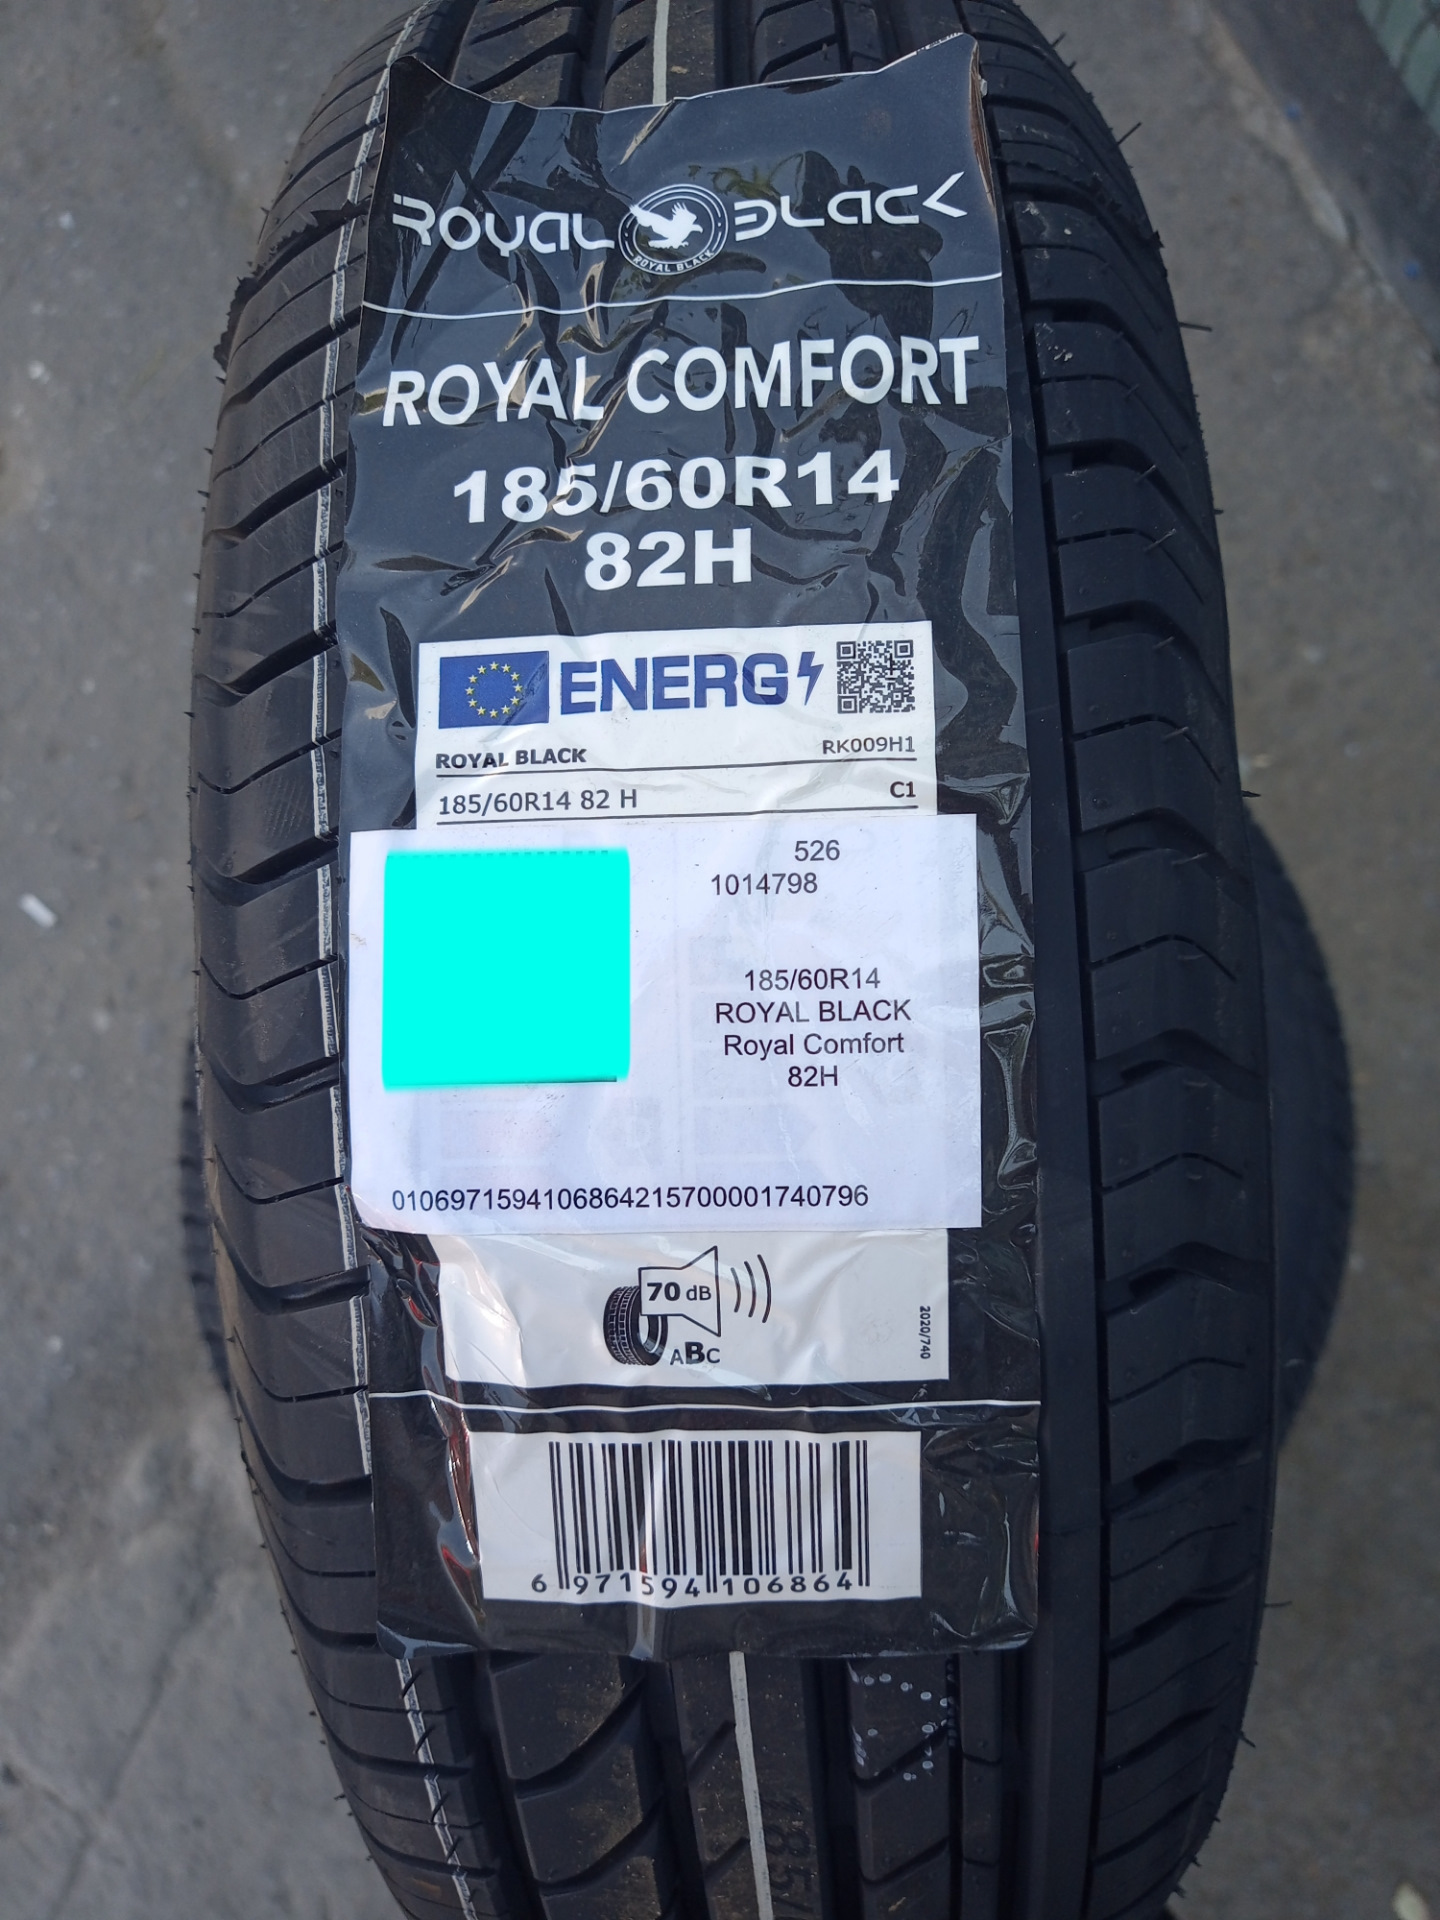 ROYAL BLACK
ROYAL BLACK
ROYAL COMFORT
185/60R14
82H
ENERG
ROYAL BLACK RK009H1
185/60R14 82 H C1
526
1014798
185/60R14
ROYAL BLACK
Royal Comfort
82H
0106971594106864215700001740796
70 dB
ABC
2020/740
6 971594 106864